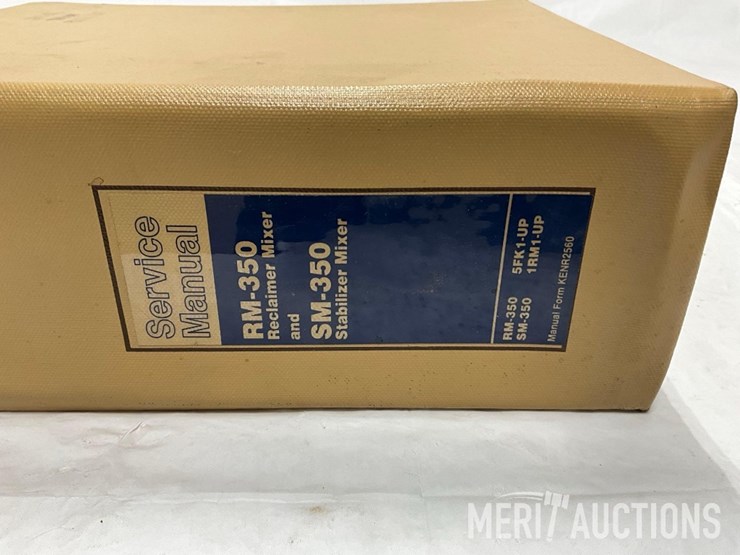 Service
Manual
RM-350
Reclaimer Mixer
and
SM-350
Stabilizer Mixer
RM-350 5FK1-UP
SM-350 1RM1-UP
Manual Form KENR2560
MERIT AUCTIONS